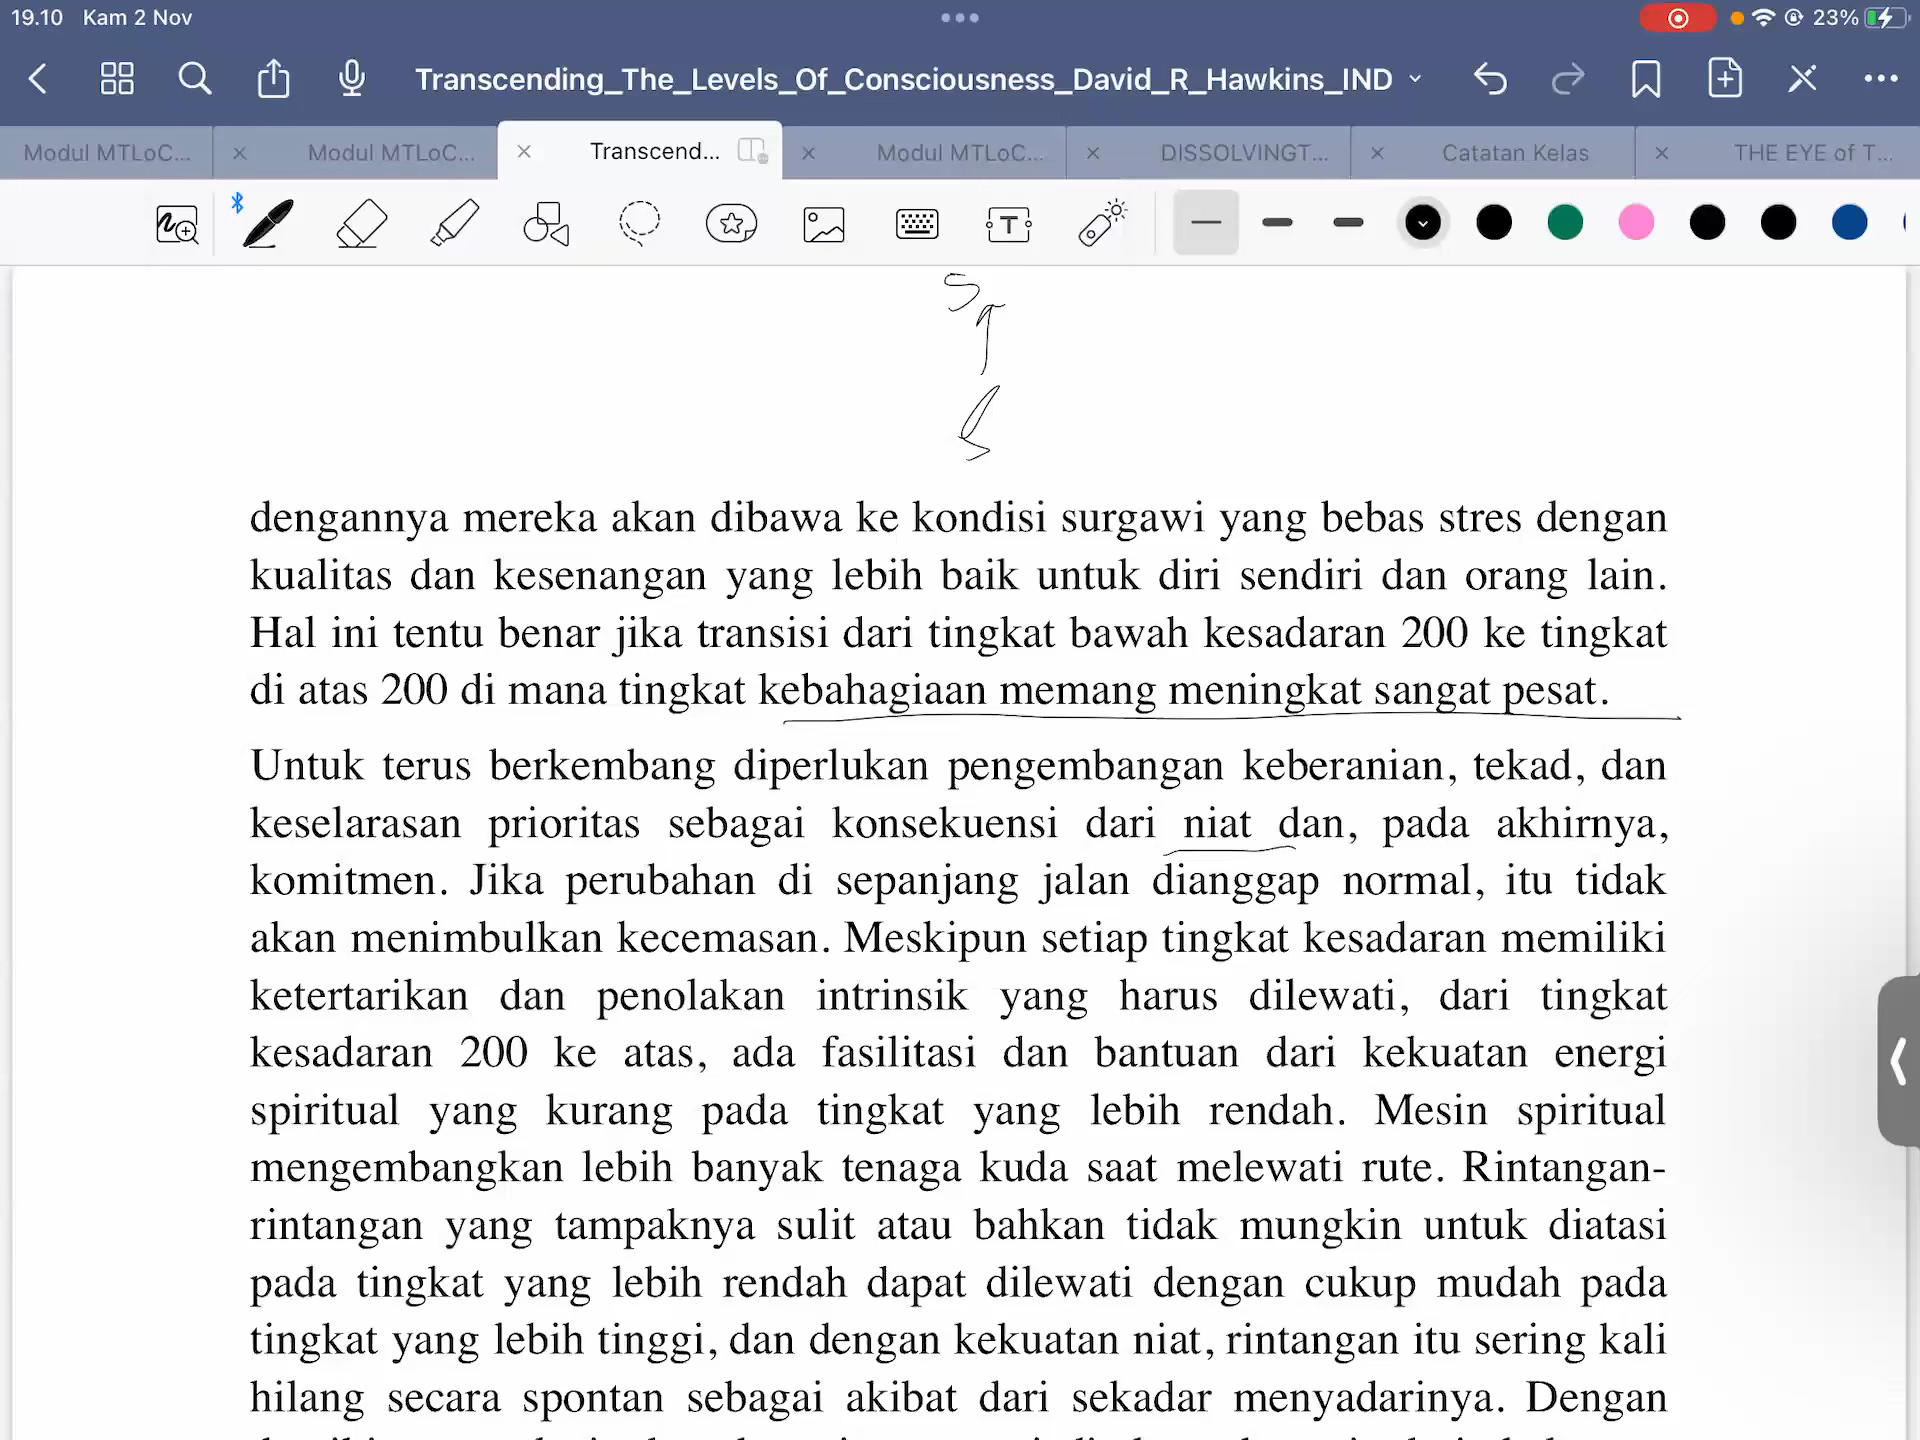 19.10 Kam 2 Nov
23%
Transcending_The_Levels_Of_Consciousness_David_R_Hawkins_IND
Modul MTLoC... Modul MTLoC... Transcend... Modul MTLoC... DISSOLVINGT... Catatan Kelas THE EYE of T...
dengannya mereka akan dibawa ke kondisi surgawi yang bebas stres dengan
kualitas dan kesenangan yang lebih baik untuk diri sendiri dan orang lain.
Hal ini tentu benar jika transisi dari tingkat bawah kesadaran 200 ke tingkat
di atas 200 di mana tingkat kebahagiaan memang meningkat sangat pesat.
Untuk terus berkembang diperlukan pengembangan keberanian, tekad, dan
keselarasan prioritas sebagai konsekuensi dari niat dan, pada akhirnya,
komitmen. Jika perubahan di sepanjang jalan dianggap normal, itu tidak
akan menimbulkan kecemasan. Meskipun setiap tingkat kesadaran memiliki
ketertarikan dan penolakan intrinsik yang harus dilewati, dari tingkat
kesadaran 200 ke atas, ada fasilitasi dan bantuan dari kekuatan energi
spiritual yang kurang pada tingkat yang lebih rendah. Mesin spiritual
mengembangkan lebih banyak tenaga kuda saat melewati rute. Rintangan-
rintangan yang tampaknya sulit atau bahkan tidak mungkin untuk diatasi
pada tingkat yang lebih rendah dapat dilewati dengan cukup mudah pada
tingkat yang lebih tinggi, dan dengan kekuatan niat, rintangan itu sering kali
hilang secara spontan sebagai akibat dari sekadar menyadarinya. Dengan